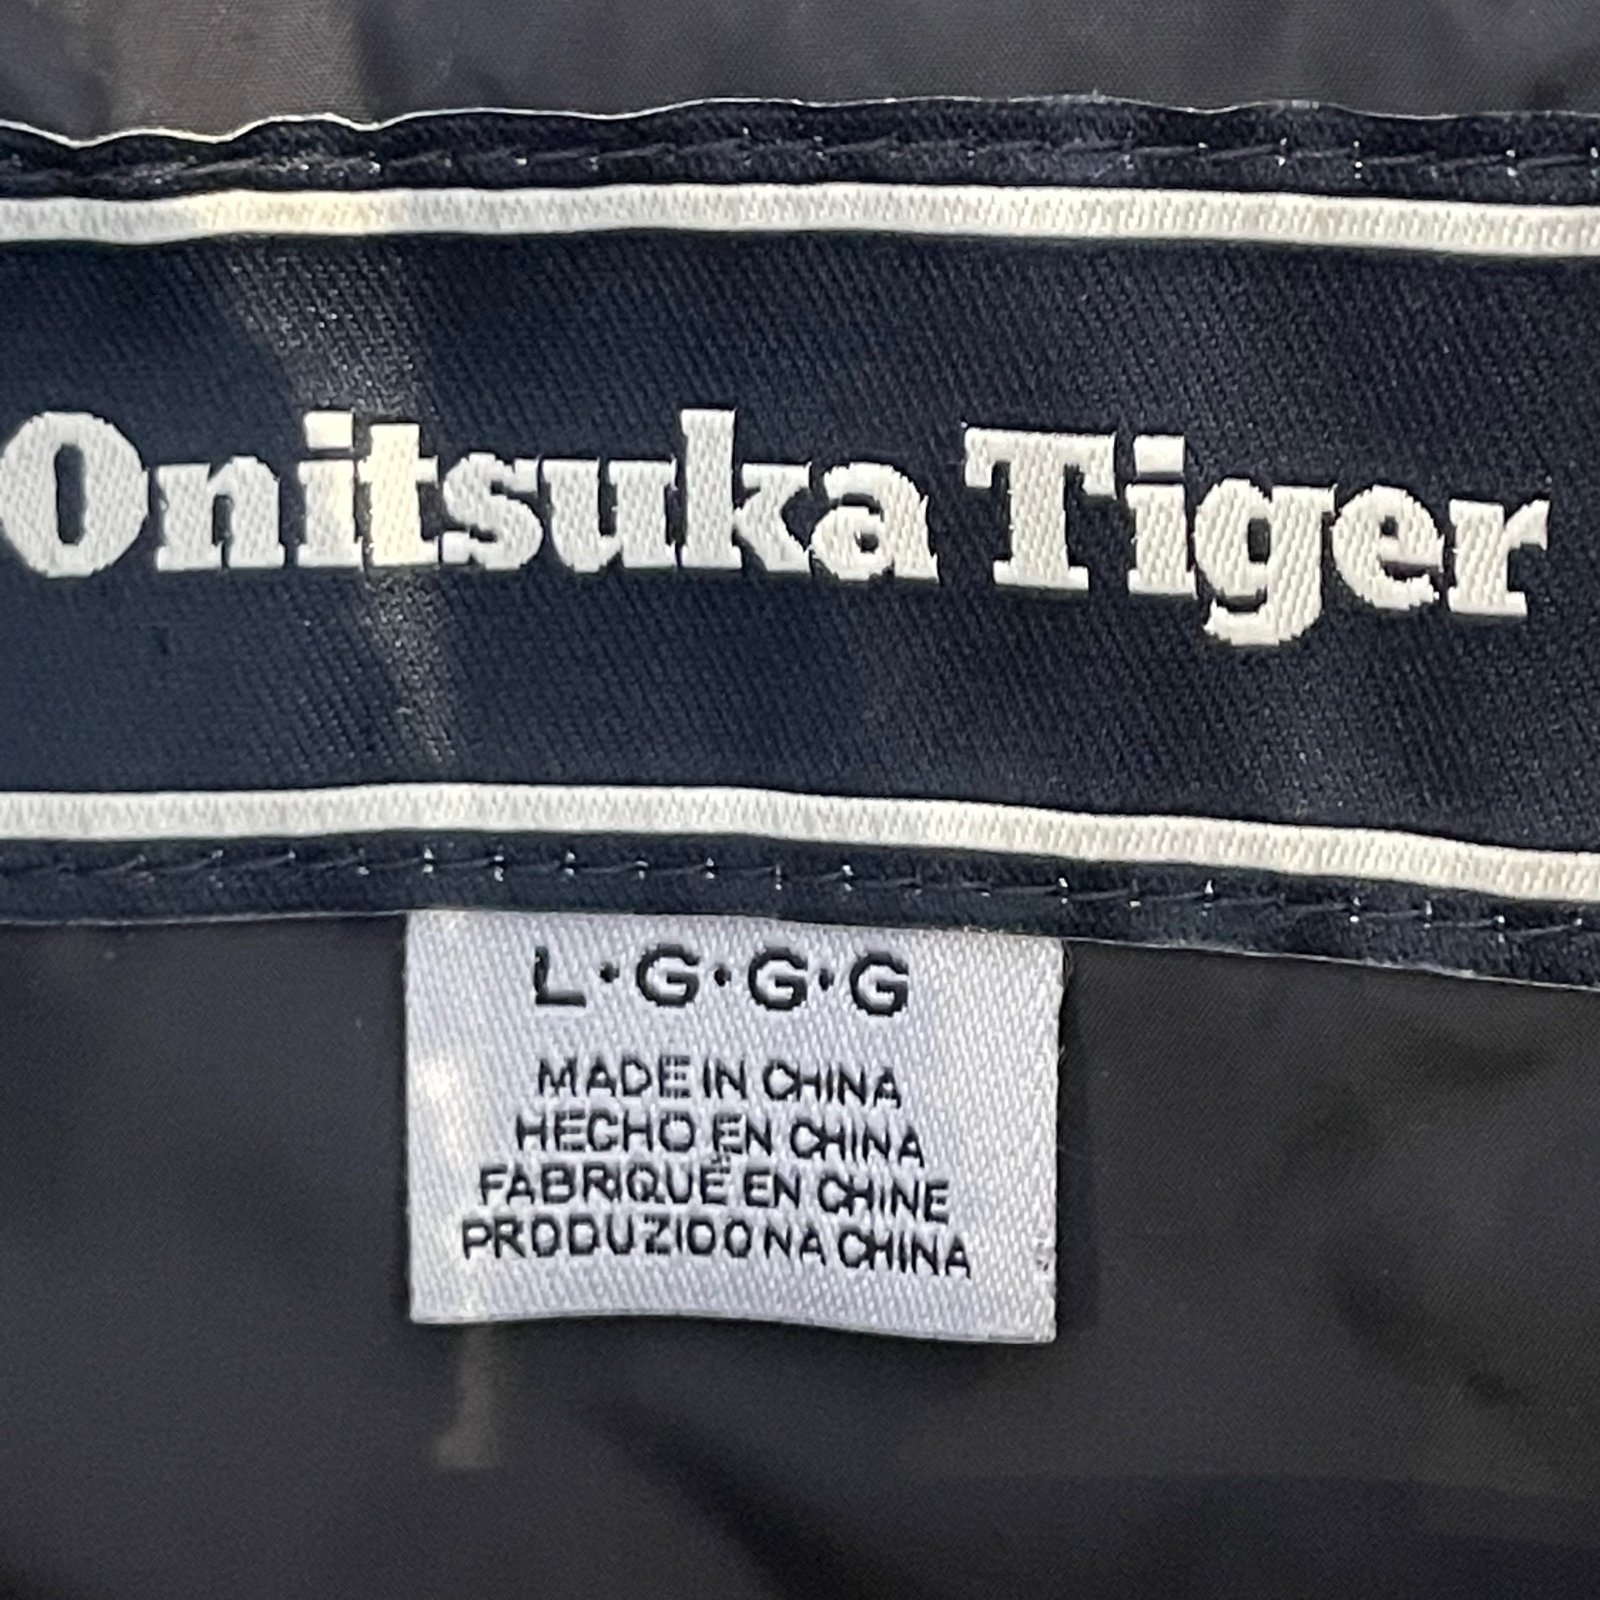 Onitsuka Tiger
L·G·G·G
MADE IN CHINA
HECHO EN CHINA
FABRIQUÉ EN CHINE
PRODUZIDO NA CHINA